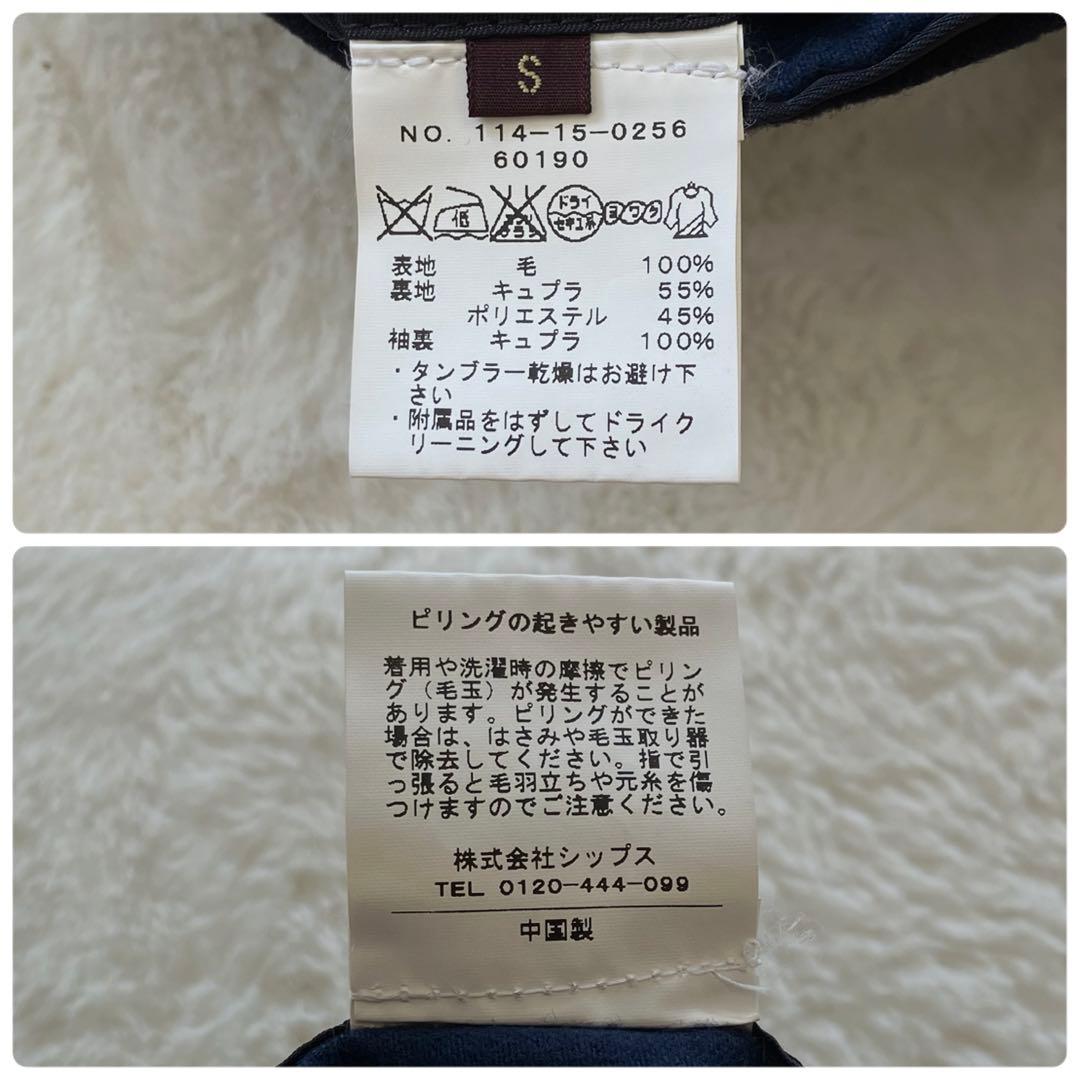 S
NO. 114-15-0256
60190
低
ドライ
セキユ系
ヨワク
表地 毛 100%
裏地 キュプラ 55%
ポリエステル 45%
袖裏 キュプラ 100%
・タンブラー乾燥はお避け下
さい
・附属品をはずしてドライク
リーニングして下さい
ピリングの起きやすい製品
着用や洗濯時の摩擦でピリン
グ（毛玉）が発生することが
あります。ピリングができた
場合は、はさみや毛玉取り器
で除去してください。指で引
っ張ると毛羽立ちや元糸を傷
つけますのでご注意ください。
株式会社シップス
TEL 0120-444-099
中国製